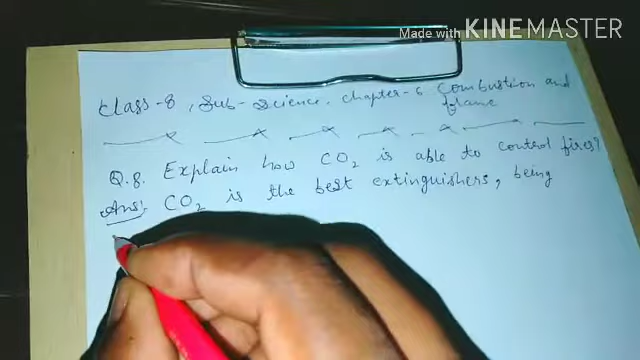 Made with KINEMASTER
Class-8, Sub-Science, chapter-6 Combustion and
flame
Q.8. Explain how CO2 is able to control fires?
Ans: CO2 is the best extinguishers, being